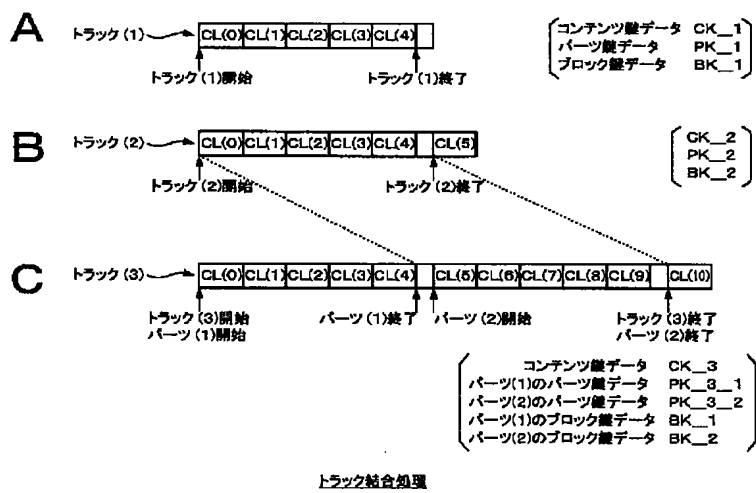 A
トラック(1)
CL(0) CL(1) CL(2) CL(3) CL(4)
トラック(1)開始
トラック(1)終了
コンテンツ鍵データ CK__1
パーツ鍵データ PK__1
ブロック鍵データ BK__1
B
トラック(2)
CL(0) CL(1) CL(2) CL(3) CL(4) CL(5)
トラック(2)開始
トラック(2)終了
CK__2
PK__2
BK__2
C
トラック(3)
CL(0) CL(1) CL(2) CL(3) CL(4) CL(5) CL(6) CL(7) CL(8) CL(9) CL(10)
トラック(3)開始
パーツ(1)開始
パーツ(1)終了
パーツ(2)開始
トラック(3)終了
パーツ(2)終了
コンテンツ鍵データ CK__3
パーツ(1)のパーツ鍵データ PK__3__1
パーツ(2)のパーツ鍵データ PK__3__2
パーツ(1)のブロック鍵データ BK__1
パーツ(2)のブロック鍵データ BK__2
トラック結合処理